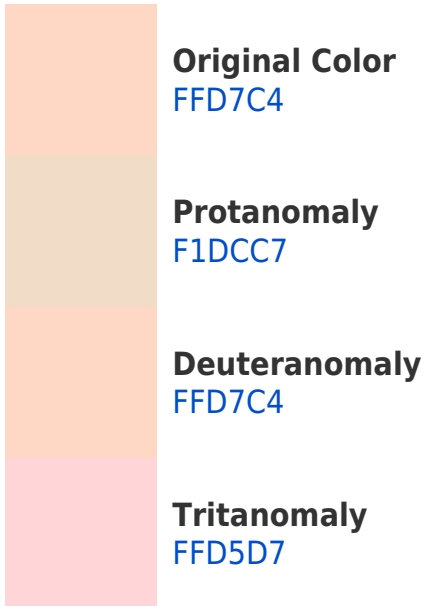 Original Color
FFD7C4
Protanomaly
F1DCC7
Deuteranomaly
FFD7C4
Tritanomaly
FFD5D7